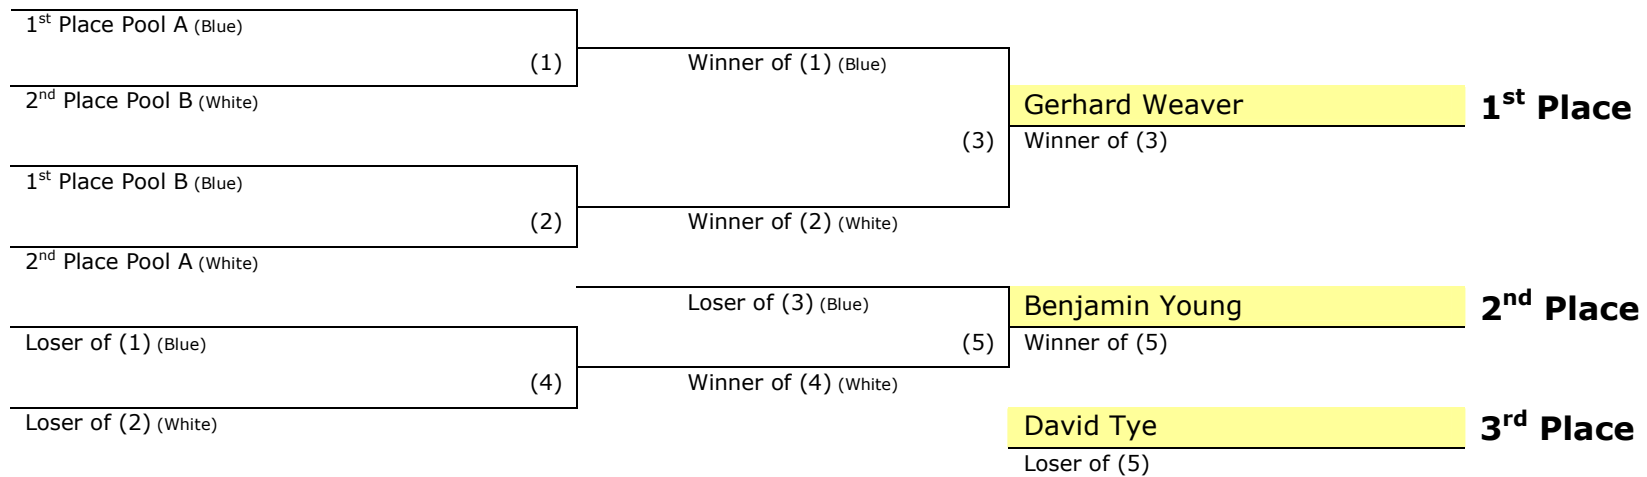 1st Place Pool A (Blue)
(1)
Winner of (1) (Blue)
2nd Place Pool B (White)
Gerhard Weaver
1st Place
(3)
Winner of (3)
1st Place Pool B (Blue)
(2)
Winner of (2) (White)
2nd Place Pool A (White)
Loser of (3) (Blue)
Benjamin Young
2nd Place
Loser of (1) (Blue)
(5)
Winner of (5)
(4)
Winner of (4) (White)
Loser of (2) (White)
David Tye
3rd Place
Loser of (5)